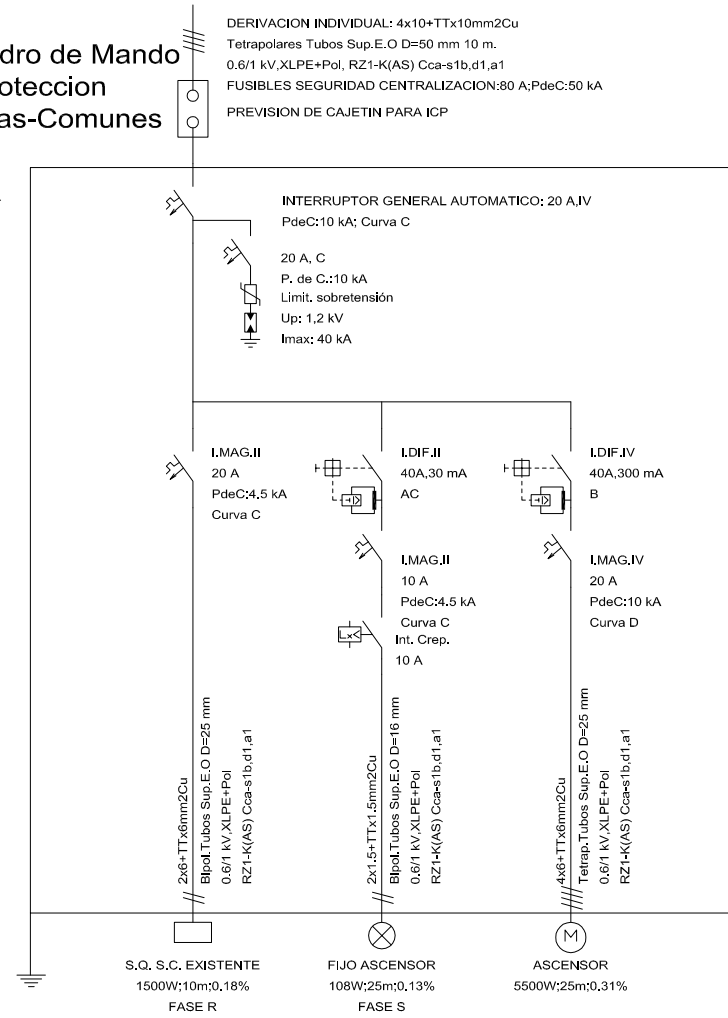 DERIVACION INDIVIDUAL: 4x10+TTx10mm2Cu
Tetrapolares Tubos Sup.E.O D=50 mm 10 m.
0.6/1 kV,XLPE+Pol, RZ1-K(AS) Cca-s1b,d1,a1
FUSIBLES SEGURIDAD CENTRALIZACION:80 A;PdeC:50 kA
PREVISION DE CAJETIN PARA ICP
dro de Mando
oteccion
as-Comunes
INTERRUPTOR GENERAL AUTOMATICO: 20 A,IV
PdeC:10 kA; Curva C
20 A, C
P. de C.:10 kA
Limit. sobretensión
Up: 1,2 kV
Imax: 40 kA
I.MAG.II
20 A
PdeC:4.5 kA
Curva C
I.DIF.II
40A,30 mA
AC
I.MAG.II
10 A
PdeC:4.5 kA
Curva C
Int. Crep.
10 A
Lx<
I.DIF.IV
40A,300 mA
B
I.MAG.IV
20 A
PdeC:10 kA
Curva D
2x6+TTx6mm2Cu
Bipol.Tubos Sup.E.O D=25 mm
0.6/1 kV,XLPE+Pol
RZ1-K(AS) Cca-s1b,d1,a1
2x1.5+TTx1.5mm2Cu
Bipol.Tubos Sup.E.O D=16 mm
0.6/1 kV,XLPE+Pol
RZ1-K(AS) Cca-s1b,d1,a1
4x6+TTx6mm2Cu
Tetrap.Tubos Sup.E.O D=25 mm
0.6/1 kV,XLPE+Pol
RZ1-K(AS) Cca-s1b,d1,a1
M
S.Q. S.C. EXISTENTE
1500W;10m;0.18%
FASE R
FIJO ASCENSOR
108W;25m;0.13%
FASE S
ASCENSOR
5500W;25m;0.31%